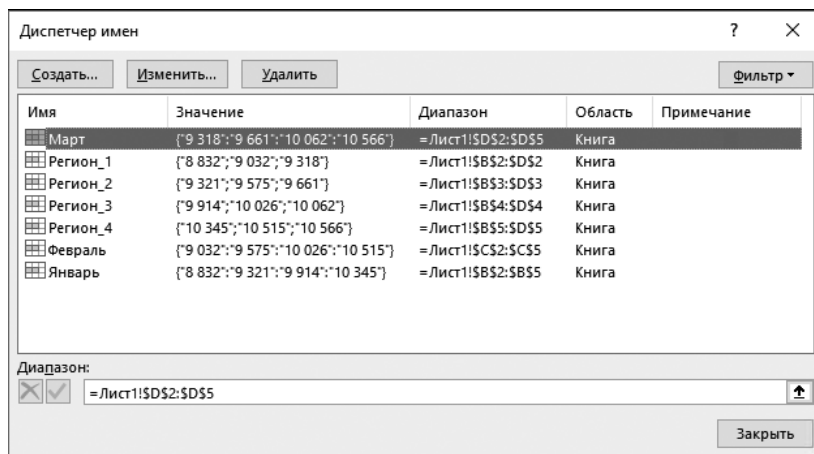 Диспетчер имен ?
Создать... Изменить... Удалить Фильтр
Имя Значение Диапазон Область Примечание
Март {"9 318":"9 661":"10 062":"10 566"} =Лист1!$D$2:$D$5 Книга
Регион_1 {"8 832";"9 032";"9 318"} =Лист1!$B$2:$D$2 Книга
Регион_2 {"9 321";"9 575";"9 661"} =Лист1!$B$3:$D$3 Книга
Регион_3 {"9 914";"10 026";"10 062"} =Лист1!$B$4:$D$4 Книга
Регион_4 {"10 345";"10 515";"10 566"} =Лист1!$B$5:$D$5 Книга
Февраль {"9 032":"9 575":"10 026":"10 515"} =Лист1!$C$2:$C$5 Книга
Январь {"8 832":"9 321":"9 914":"10 345"} =Лист1!$B$2:$B$5 Книга
Диапазон:
=Лист1!$D$2:$D$5
Закрыть